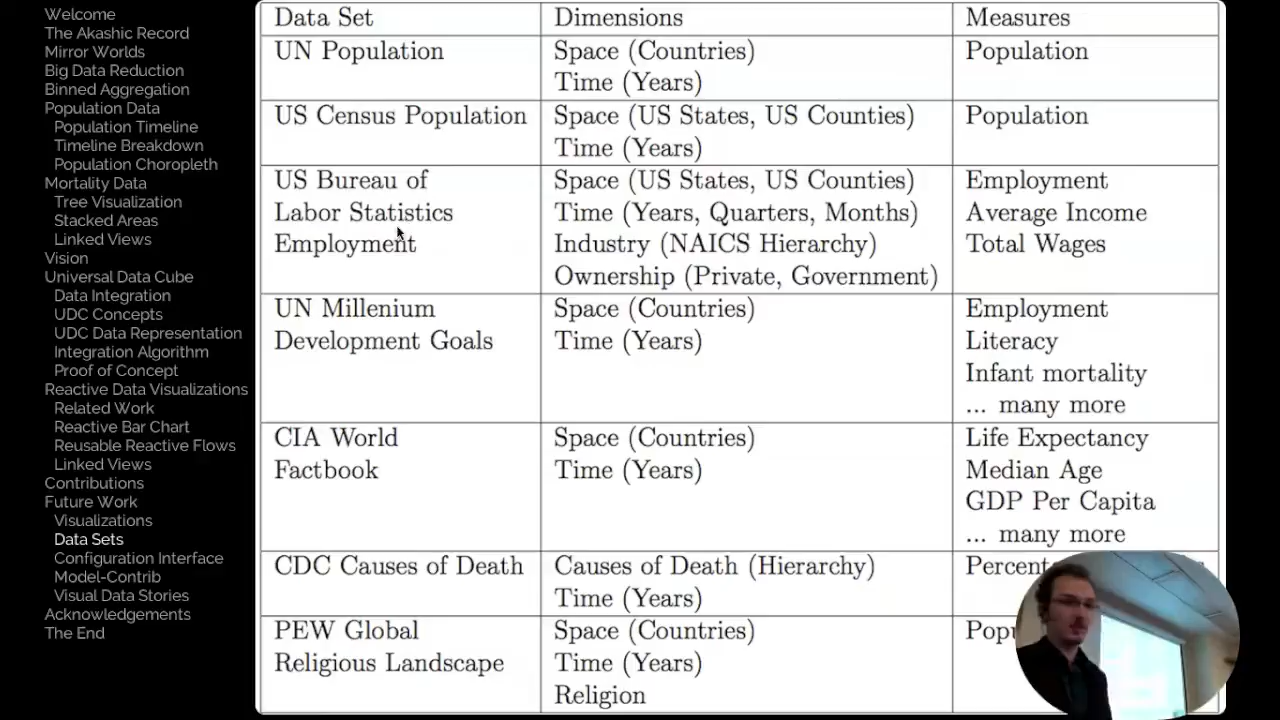 Welcome
The Akashic Record
Mirror Worlds
Big Data Reduction
Binned Aggregation
Population Data
Population Timeline
Timeline Breakdown
Population Choropleth
Mortality Data
Tree Visualization
Stacked Areas
Linked Views
Vision
Universal Data Cube
Data Integration
UDC Concepts
UDC Data Representation
Integration Algorithm
Proof of Concept
Reactive Data Visualizations
Related Work
Reactive Bar Chart
Reusable Reactive Flows
Linked Views
Contributions
Future Work
Visualizations
Data Sets
Configuration Interface
Model-Contrib
Visual Data Stories
Acknowledgements
The End
Data Set Dimensions Measures
UN Population Space (Countries) Population
Time (Years)
US Census Population Space (US States, US Counties) Population
Time (Years)
US Bureau of Space (US States, US Counties) Employment
Labor Statistics Time (Years, Quarters, Months) Average Income
Employment Industry (NAICS Hierarchy) Total Wages
Ownership (Private, Government)
UN Millenium Space (Countries) Employment
Development Goals Time (Years) Literacy
Infant mortality
... many more
CIA World Space (Countries) Life Expectancy
Factbook Time (Years) Median Age
GDP Per Capita
... many more
CDC Causes of Death Causes of Death (Hierarchy)
Time (Years)
PEW Global Space (Countries)
Religious Landscape Time (Years)
Religion